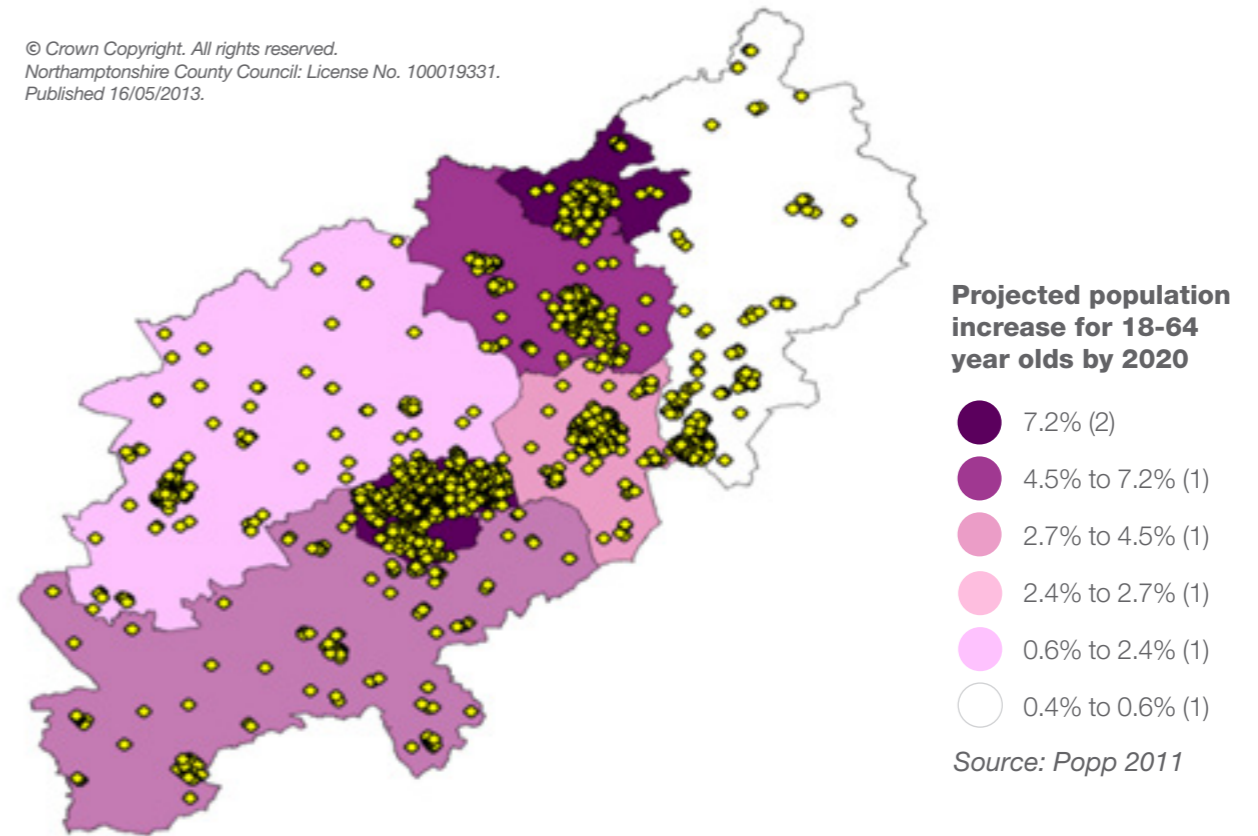 © Crown Copyright. All rights reserved.
Northamptonshire County Council: License No. 100019331.
Published 16/05/2013.
Projected population
increase for 18-64
year olds by 2020
7.2% (2)
4.5% to 7.2% (1)
2.7% to 4.5% (1)
2.4% to 2.7% (1)
0.6% to 2.4% (1)
0.4% to 0.6% (1)
Source: Popp 2011